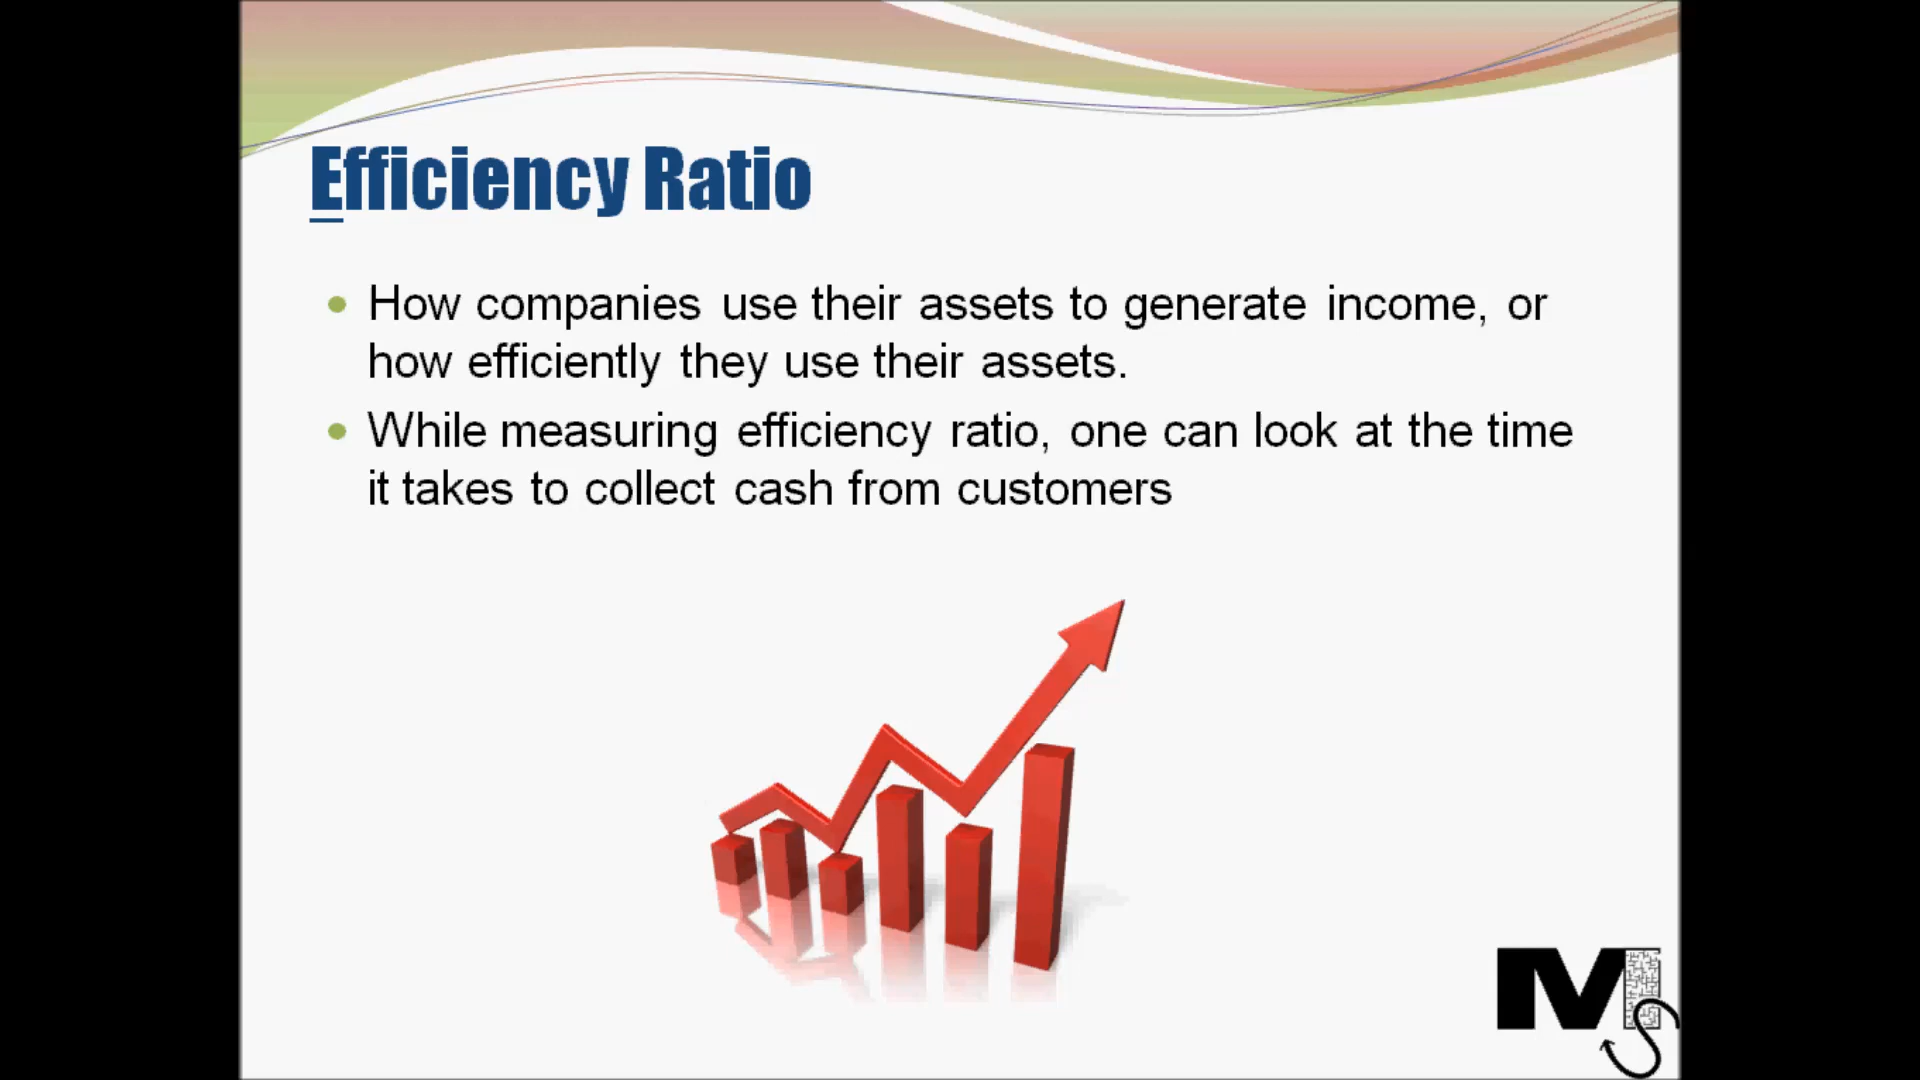 Efficiency Ratio
How companies use their assets to generate income, or
how efficiently they use their assets.
While measuring efficiency ratio, one can look at the time
it takes to collect cash from customers
MS